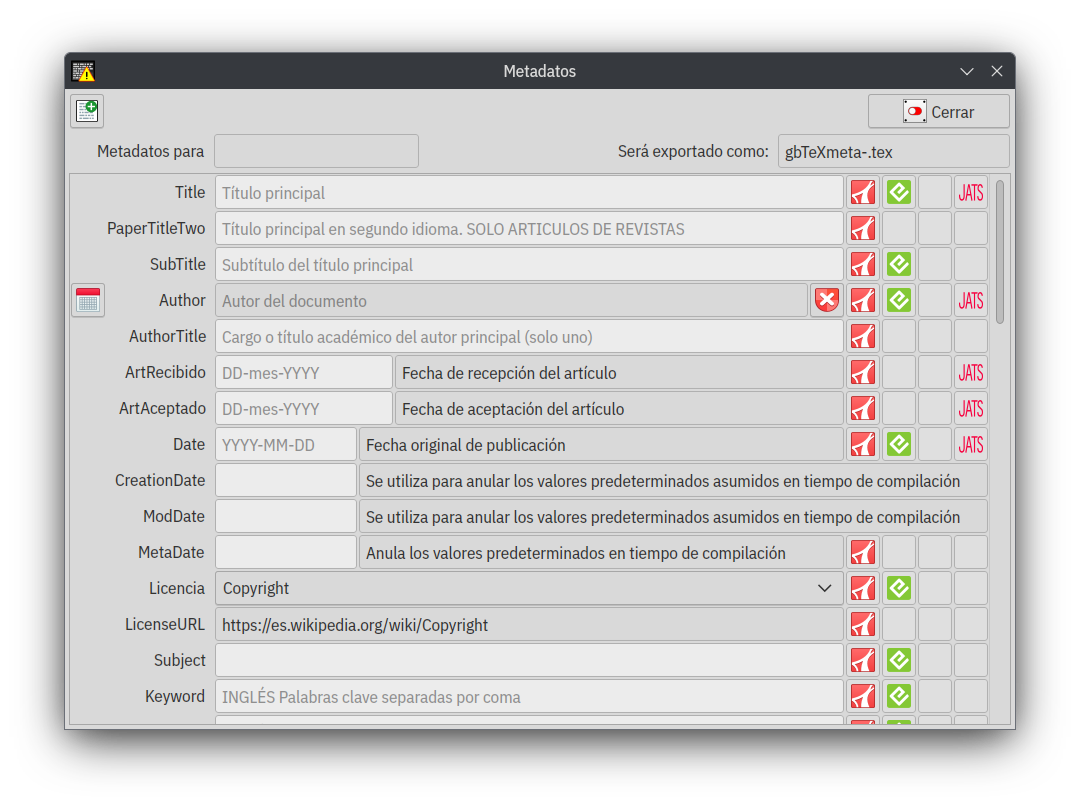 Metadatos
Cerrar
Metadatos para Será exportado como: gbTeXmeta-.tex
Title Título principal JATS
PaperTitleTwo Título principal en segundo idioma. SOLO ARTICULOS DE REVISTAS
SubTitle Subtítulo del título principal
Author Autor del documento JATS
AuthorTitle Cargo o título académico del autor principal (solo uno)
ArtRecibido DD-mes-YYYY Fecha de recepción del artículo JATS
ArtAceptado DD-mes-YYYY Fecha de aceptación del artículo JATS
Date YYYY-MM-DD Fecha original de publicación JATS
CreationDate Se utiliza para anular los valores predeterminados asumidos en tiempo de compilación
ModDate Se utiliza para anular los valores predeterminados asumidos en tiempo de compilación
MetaDate Anula los valores predeterminados en tiempo de compilación
Licencia Copyright
LicenseURL https://es.wikipedia.org/wiki/Copyright
Subject
Keyword INGLÉS Palabras clave separadas por coma